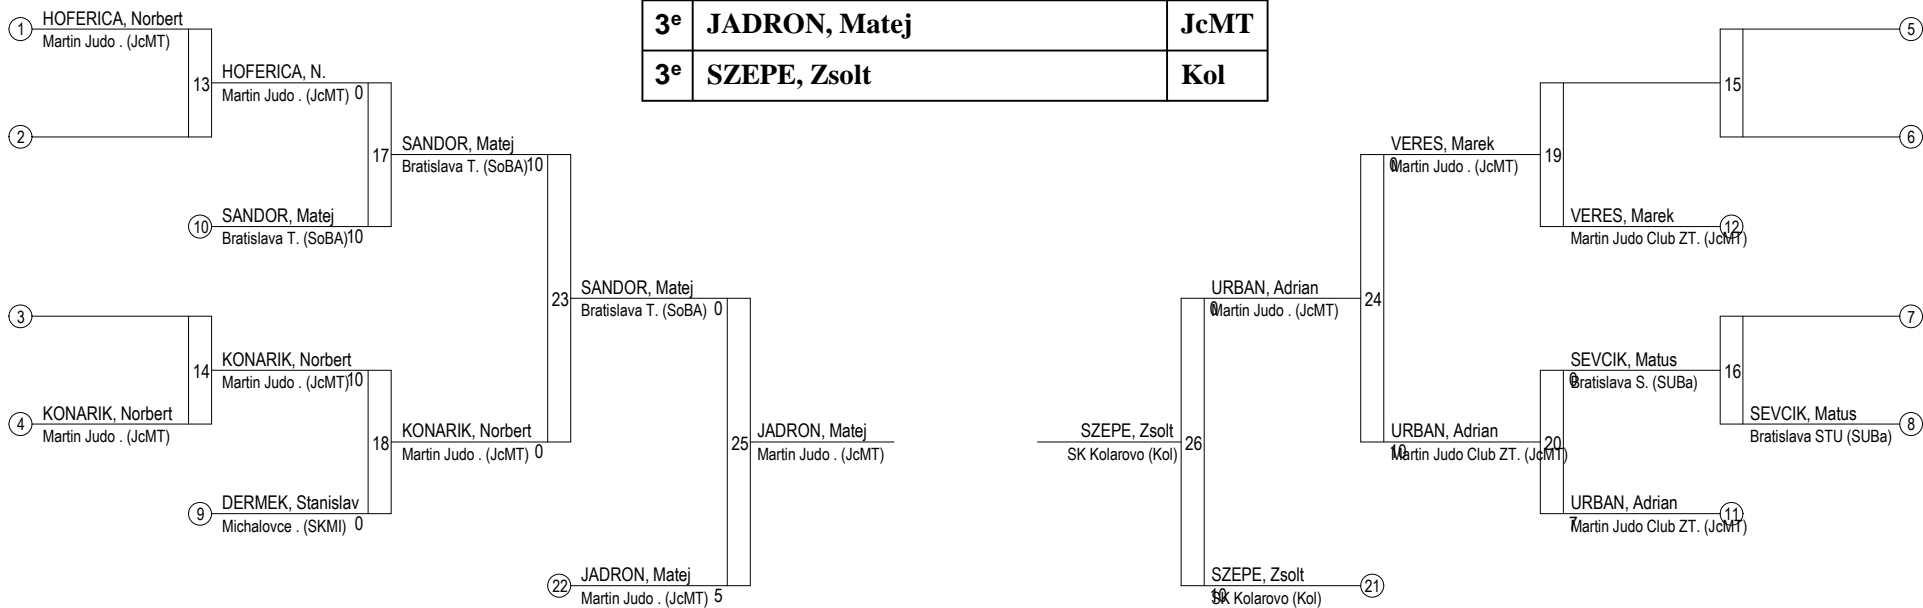 3e JADRON, Matej JcMT
3e SZEPE, Zsolt Kol
1 HOFERICA, Norbert
Martin Judo . (JcMT)
13
HOFERICA, N.
Martin Judo . (JcMT) 0
2
17
SANDOR, Matej
Bratislava T. (SoBA) 10
10 SANDOR, Matej
Bratislava T. (SoBA) 10
23
SANDOR, Matej
Bratislava T. (SoBA) 0
3
14
KONARIK, Norbert
Martin Judo . (JcMT) 10
4 KONARIK, Norbert
Martin Judo . (JcMT)
18
KONARIK, Norbert
Martin Judo . (JcMT) 0
9 DERMEK, Stanislav
Michalovce . (SKMI) 0
25
JADRON, Matej
Martin Judo . (JcMT)
22 JADRON, Matej
Martin Judo . (JcMT) 5
5
15
6
VERES, Marek
0 Martin Judo . (JcMT)
19
VERES, Marek
Martin Judo Club ZT. (JcMT)
12
URBAN, Adrian
0 Martin Judo . (JcMT)
24
7
SEVCIK, Matus
0 Bratislava S. (SUBa)
16
SEVCIK, Matus
Bratislava STU (SUBa)
8
SZEPE, Zsolt
SK Kolarovo (Kol)
26
URBAN, Adrian
10 Martin Judo Club ZT. (JcMT)
20
URBAN, Adrian
7 Martin Judo Club ZT. (JcMT)
11
SZEPE, Zsolt
10 SK Kolarovo (Kol)
21